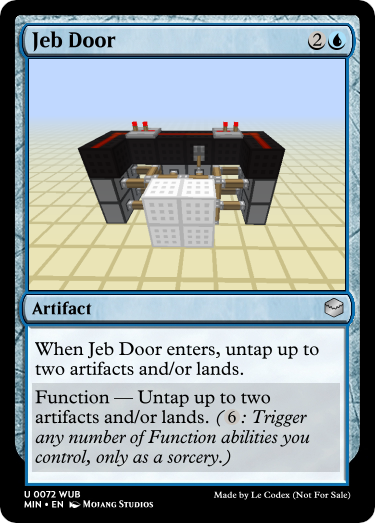 Jeb Door 2
Artifact
When Jeb Door enters, untap up to
two artifacts and/or lands.
Function — Untap up to two
artifacts and/or lands. (6: Trigger
any number of Function abilities you
control, only as a sorcery.)
U 0072 WUB
MIN • EN Mojang Studios
Made by Le Codex (Not For Sale)